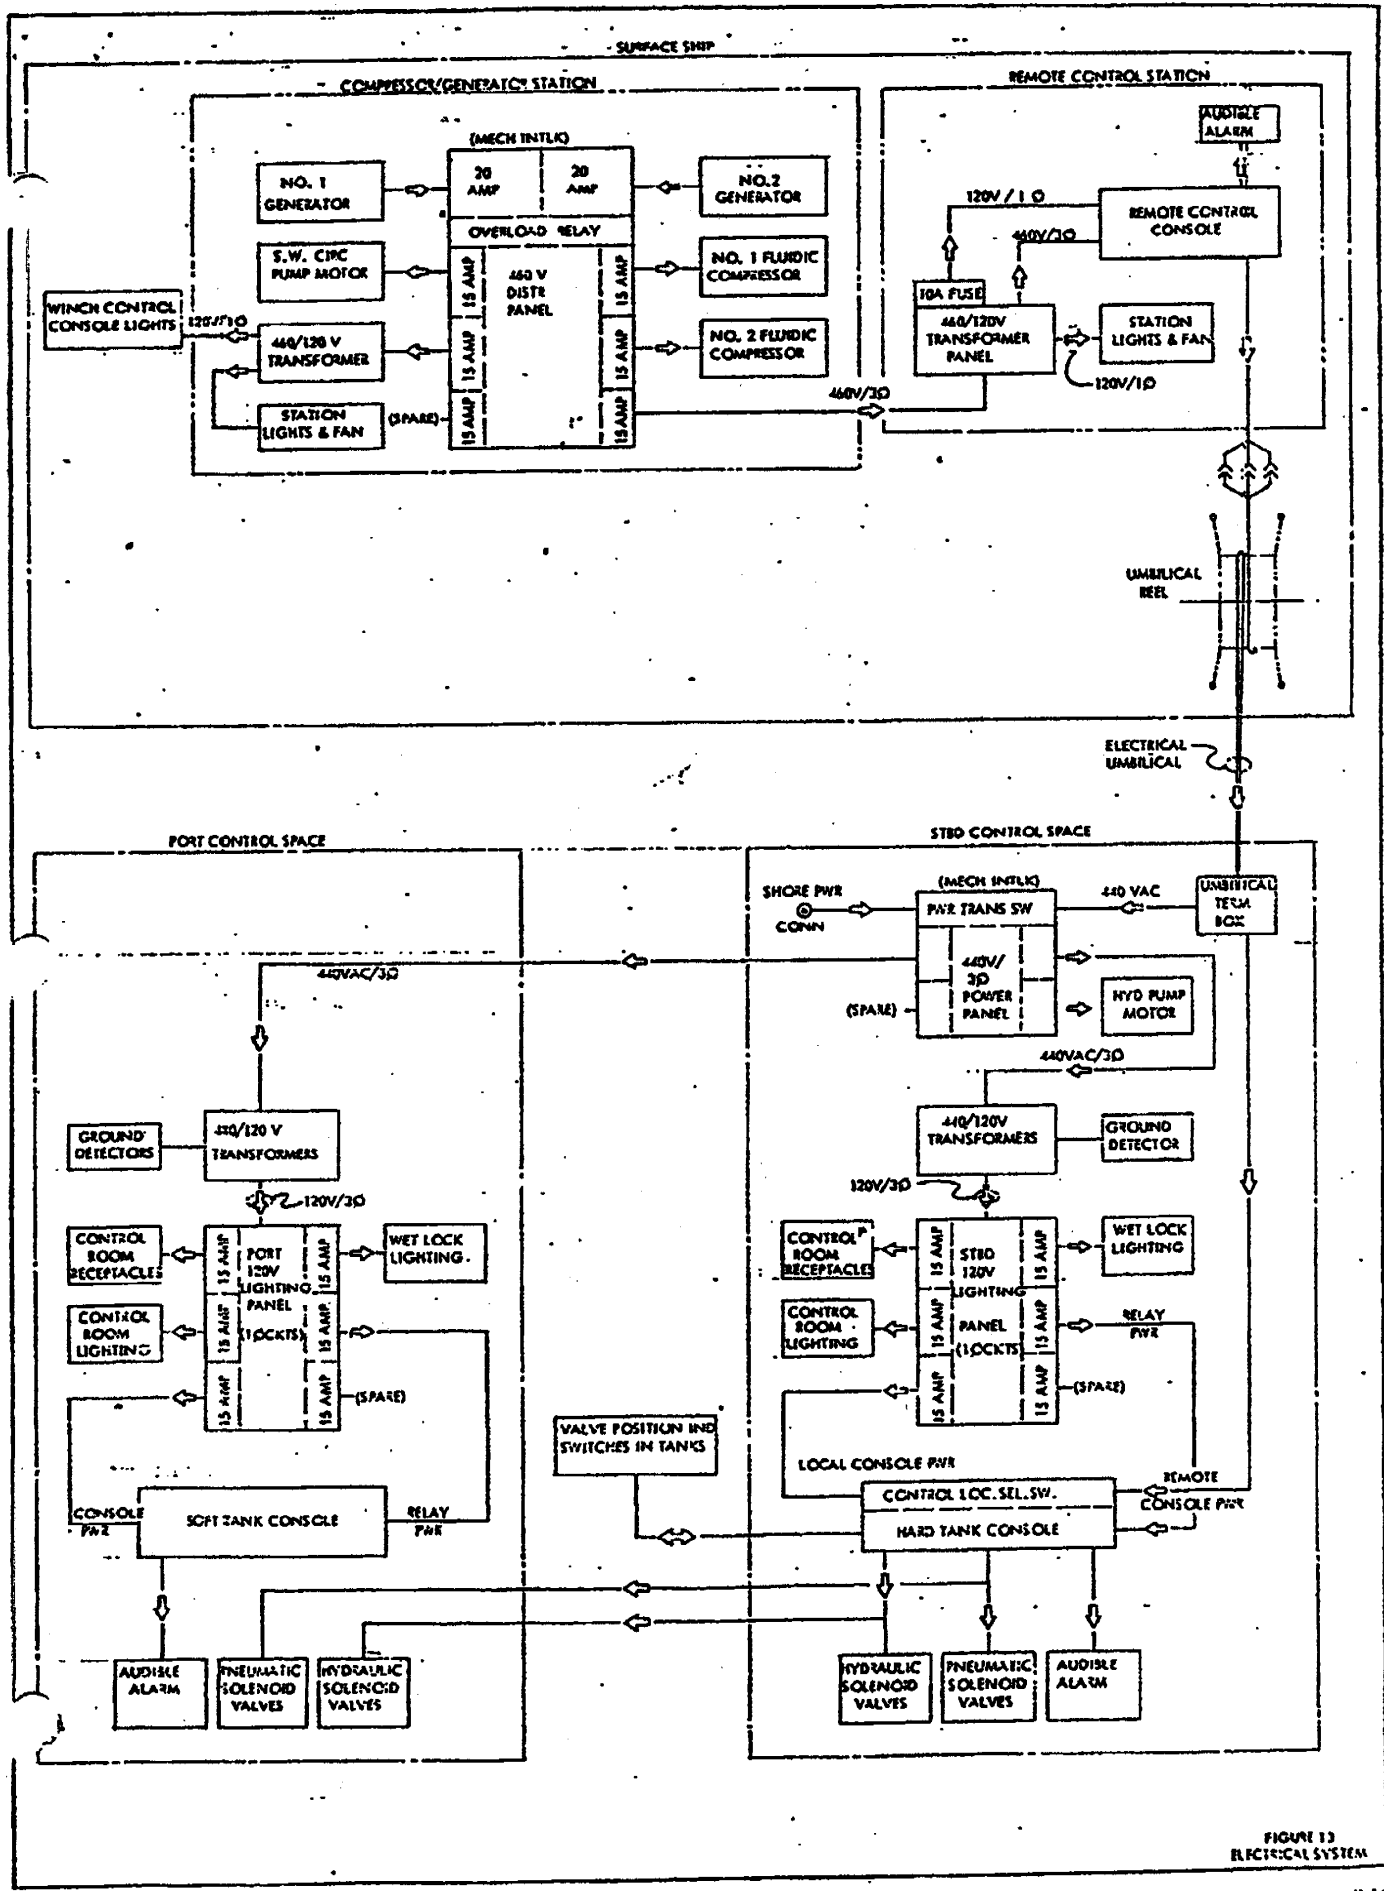 SURFACE SHIP
COMPRESSOR/GENERATOR STATION
REMOTE CONTROL STATION
AUDIBLE
ALARM
(MECH INTLK)
NO. 1
GENERATOR
20
AMP
20
AMP
NO.2
GENERATOR
OVERLOAD RELAY
S.W. CIRC
PUMP MOTOR
15 AMP
460 V
DISTR
PANEL
15 AMP
NO. 1 FLUIDIC
COMPRESSOR
WINCH CONTROL
CONSOLE LIGHTS
120V/1Ø
460/120 V
TRANSFORMER
15 AMP
15 AMP
NO. 2 FLUIDIC
COMPRESSOR
STATION
LIGHTS & FAN
(SPARE)
15 AMP
15 AMP
460V/3Ø
120V/1Ø
460V/3Ø
REMOTE CONTROL
CONSOLE
10A FUSE
460/120V
TRANSFORMER
PANEL
STATION
LIGHTS & FAN
120V/1Ø
UMBILICAL
REEL
ELECTRICAL
UMBILICAL
PORT CONTROL SPACE
STBD CONTROL SPACE
SHORE PWR
CONN
(MECH INTLK)
PWR TRANS SW
440 VAC
UMBILICAL
TERM
BOX
440VAC/3Ø
440V/
3Ø
POWER
PANEL
(SPARE)
HYD PUMP
MOTOR
440VAC/3Ø
GROUND
DETECTORS
440/120 V
TRANSFORMERS
120V/3Ø
440/120V
TRANSFORMERS
GROUND
DETECTOR
120V/3Ø
CONTROL
ROOM
RECEPTACLES
15 AMP
PORT
120V
LIGHTING
PANEL
(1ØCKTS)
15 AMP
WET LOCK
LIGHTING
CONTROL
ROOM
LIGHTING
15 AMP
15 AMP
15 AMP
15 AMP
(SPARE)
CONTROL
ROOM
RECEPTACLES
15 AMP
STBD
120V
LIGHTING
PANEL
(1ØCKTS
15 AMP
WET LOCK
LIGHTING
CONTROL
ROOM
LIGHTING
15 AMP
15 AMP
RELAY
PWR
15 AMP
15 AMP
(SPARE)
VALVE POSITION IND
SWITCHES IN TANKS
LOCAL CONSOLE PWR
CONTROL LOC.SEL.SW.
HARD TANK CONSOLE
REMOTE
CONSOLE PWR
CONSOLE
PWR
SOFT TANK CONSOLE
RELAY
PWR
AUDIBLE
ALARM
PNEUMATIC
SOLENOID
VALVES
HYDRAULIC
SOLENOID
VALVES
HYDRAULIC
SOLENOID
VALVES
PNEUMATIC
SOLENOID
VALVES
AUDIBLE
ALARM
FIGURE 13
ELECTRICAL SYSTEM